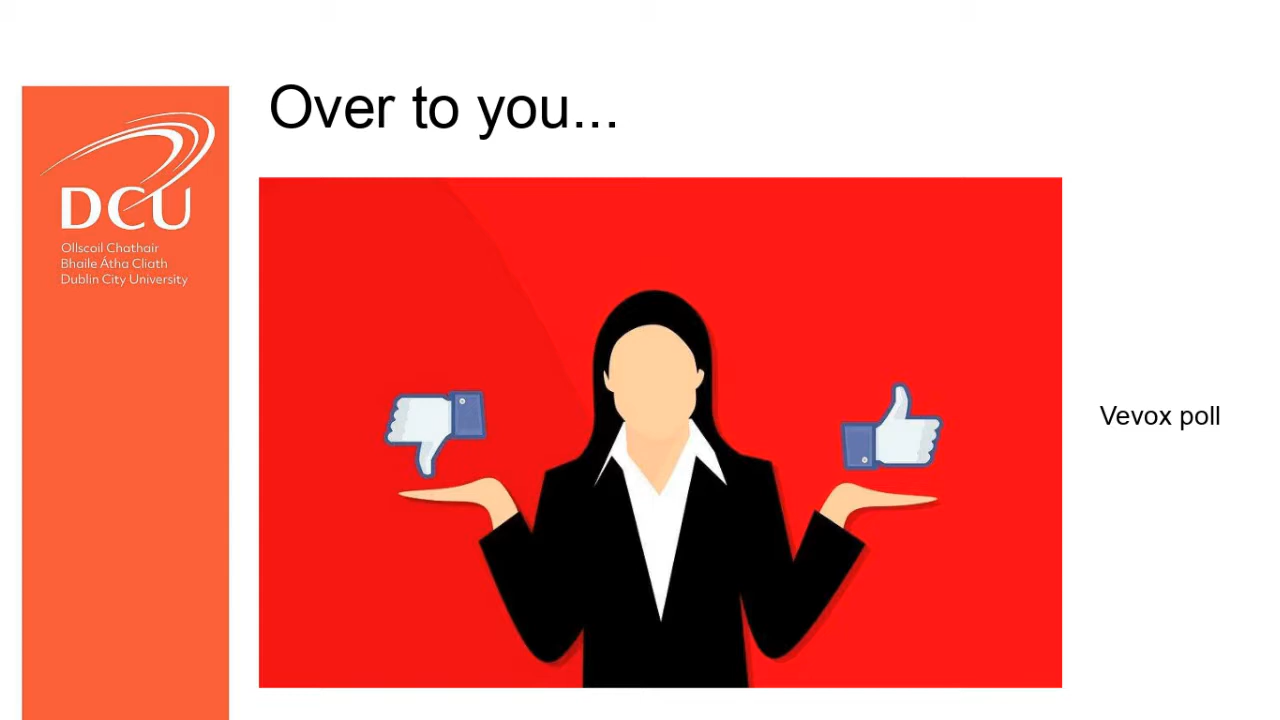 Over to you...
DCU
Ollscoil Chathair
Bhaile Átha Cliath
Dublin City University
Vevox poll